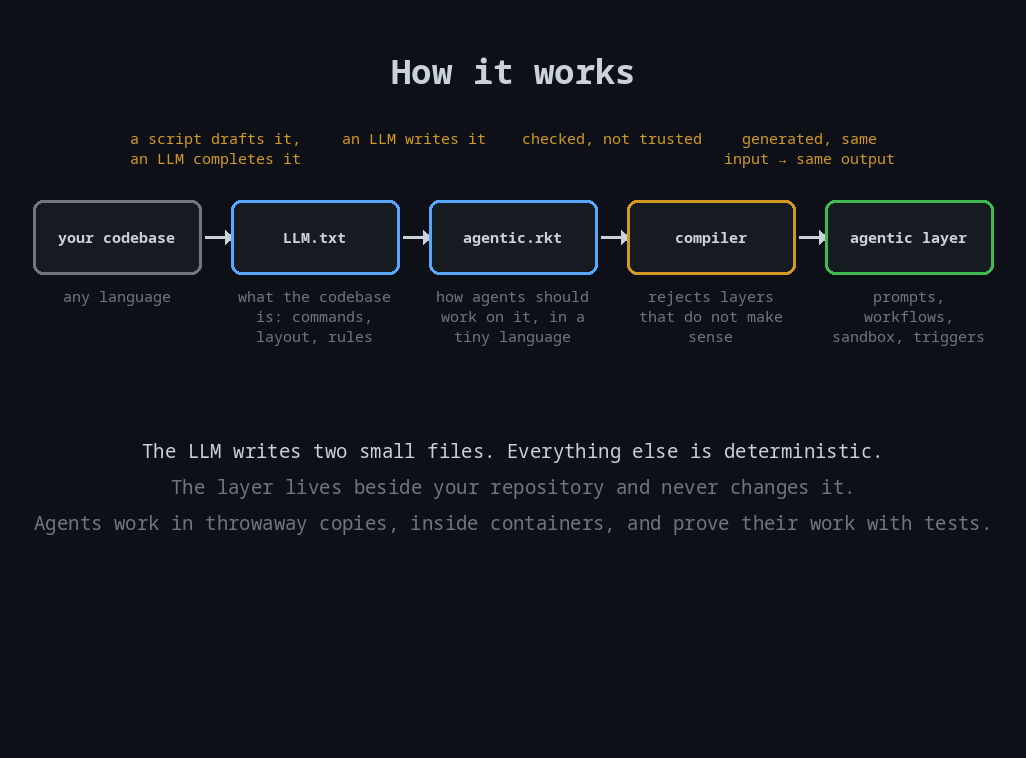 How it works
a script drafts it,
an LLM completes it
an LLM writes it
checked, not trusted
generated, same
input → same output
your codebase
LLM.txt
agentic.rkt
compiler
agentic layer
any language
what the codebase
is: commands,
layout, rules
how agents should
work on it, in a
tiny language
rejects layers
that do not make
sense
prompts,
workflows,
sandbox, triggers
The LLM writes two small files. Everything else is deterministic.
The layer lives beside your repository and never changes it.
Agents work in throwaway copies, inside containers, and prove their work with tests.